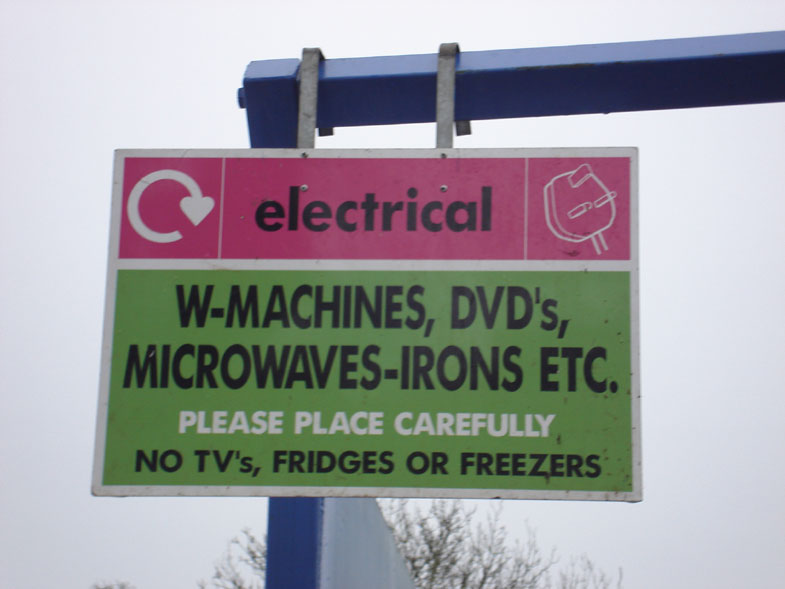 electrical
W-MACHINES, DVD's,
MICROWAVES-IRONS ETC.
PLEASE PLACE CAREFULLY
NO TV's, FRIDGES OR FREEZERS